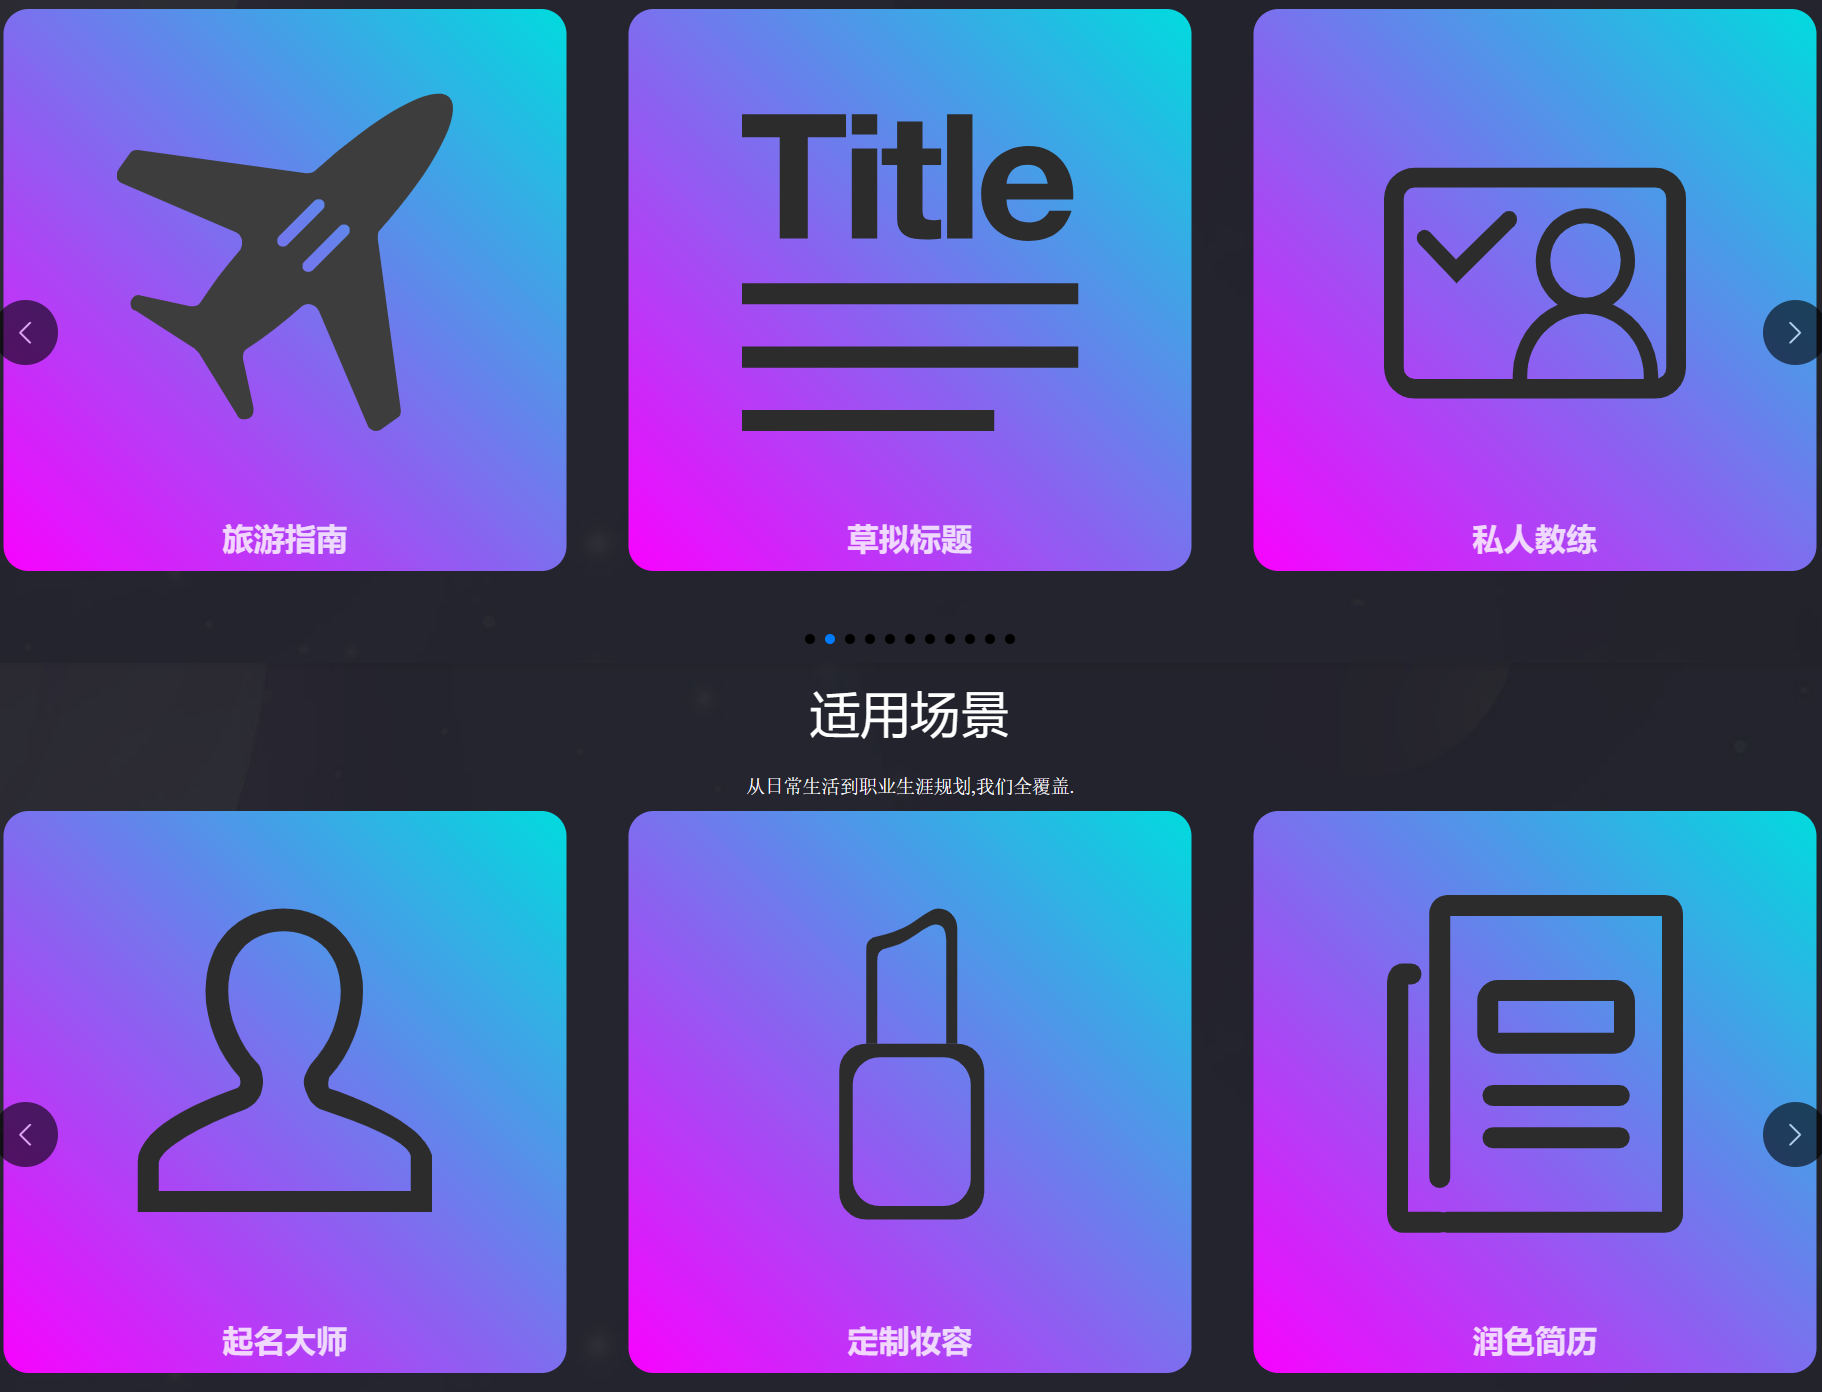 Title
旅游指南
草拟标题
私人教练
适用场景
从日常生活到职业生涯规划,我们全覆盖.
起名大师
定制妆容
润色简历